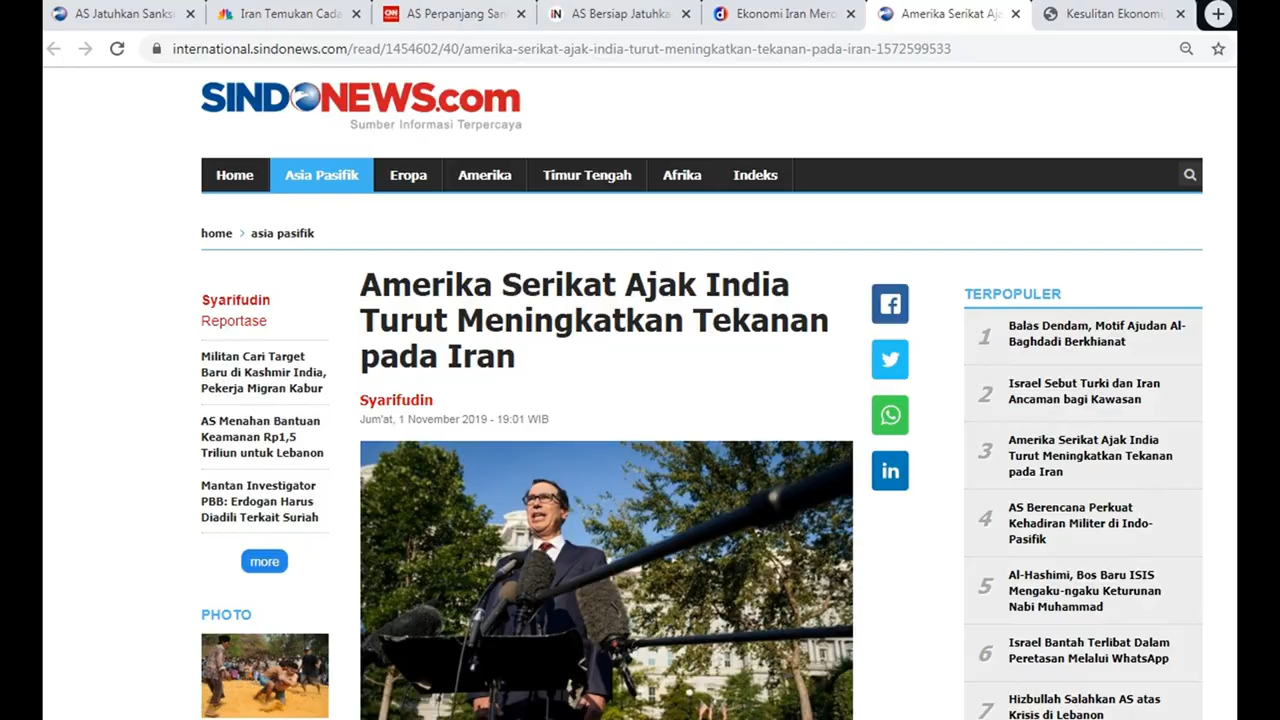 AS Jatuhkan Sanks
Iran Temukan Cada
AS Perpanjang San
AS Bersiap Jatuhka
Ekonomi Iran Mero
Amerika Serikat Aja
Kesulitan Ekonomi,
international.sindonews.com/read/1454602/40/amerika-serikat-ajak-india-turut-meningkatkan-tekanan-pada-iran-1572599533
SINDONEWS.com
Sumber Informasi Terpercaya
Home
Asia Pasifik
Eropa
Amerika
Timur Tengah
Afrika
Indeks
home > asia pasifik
Syarifudin
Reportase
Militan Cari Target
Baru di Kashmir India,
Pekerja Migran Kabur
AS Menahan Bantuan
Keamanan Rp1,5
Triliun untuk Lebanon
Mantan Investigator
PBB: Erdogan Harus
Diadili Terkait Suriah
more
PHOTO
Amerika Serikat Ajak India
Turut Meningkatkan Tekanan
pada Iran
Syarifudin
Jum'at, 1 November 2019 - 19:01 WIB
TERPOPULER
1
Balas Dendam, Motif Ajudan Al-
Baghdadi Berkhianat
2
Israel Sebut Turki dan Iran
Ancaman bagi Kawasan
3
Amerika Serikat Ajak India
Turut Meningkatkan Tekanan
pada Iran
4
AS Berencana Perkuat
Kehadiran Militer di Indo-
Pasifik
5
Al-Hashimi, Bos Baru ISIS
Mengaku-ngaku Keturunan
Nabi Muhammad
6
Israel Bantah Terlibat Dalam
Peretasan Melalui WhatsApp
7
Hizbullah Salahkan AS atas
Krisis di Lebanon